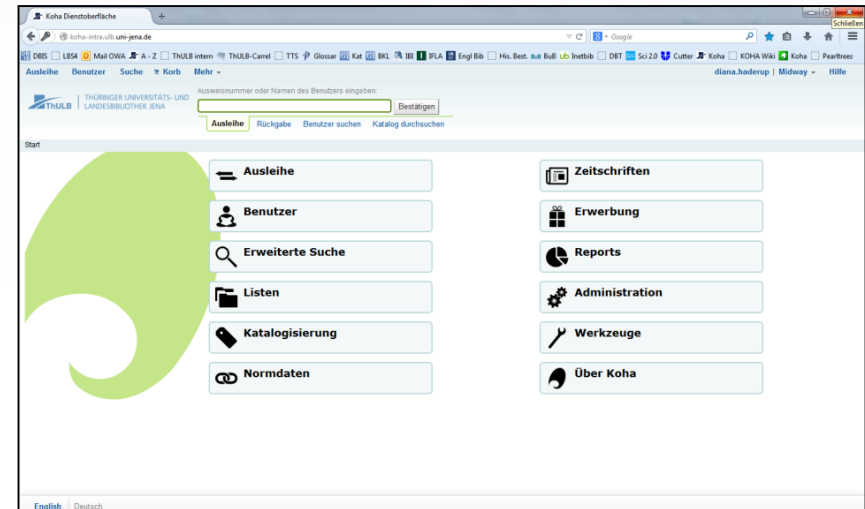 Koha Dienstoberfläche
Schließen
koha-intra.ulb.uni-jena.de
Google
DBIS LBS4 Mail OWA A - Z ThULB intern ThULB-Carrel TTS Glossar Kat BKL IBI IFLA Engl Bib His. Best. BuB Inetbib DBT Sci 2.0 Cutter Koha KOHA Wiki Koha Pearltrees
Ausleihe Benutzer Suche Korb Mehr diana.haderup | Midway Hilfe
Ausweisnummer oder Namen des Benutzers eingeben:
ThULB THÜRINGER UNIVERSITÄTS- UND
LANDESBIBLIOTHEK JENA
Bestätigen
Ausleihe Rückgabe Benutzer suchen Katalog durchsuchen
Start
Ausleihe Zeitschriften
Benutzer Erwerbung
Erweiterte Suche Reports
Listen Administration
Katalogisierung Werkzeuge
Normdaten Über Koha
English Deutsch